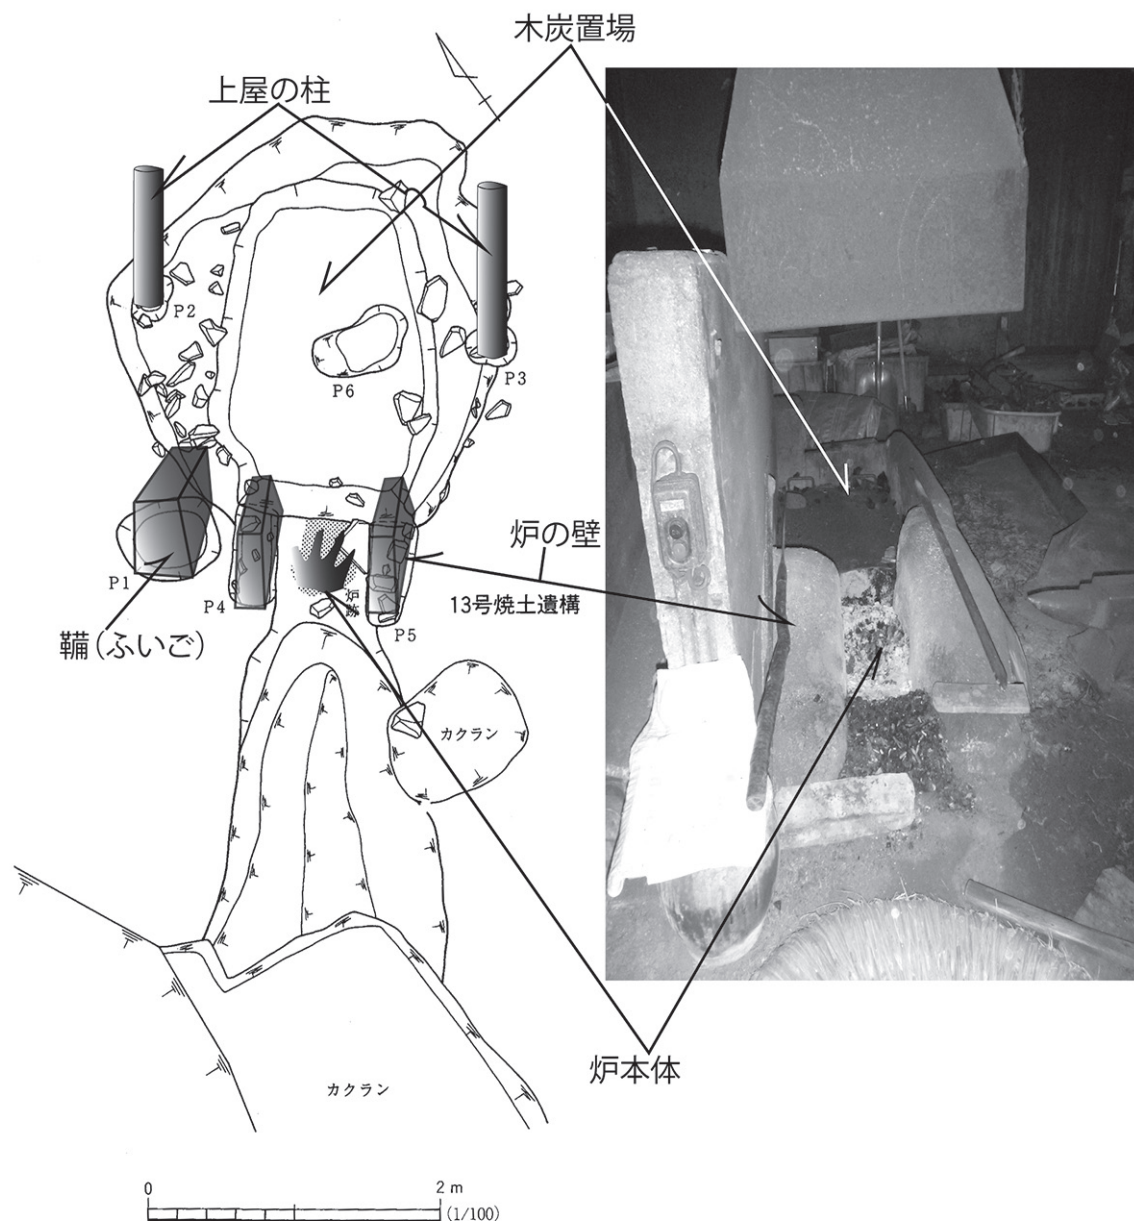 木炭置場
上屋の柱
P2
P3
P6
炉の壁
13号焼土遺構
P1
P4
P5
鞴(ふいご)
カクラン
炉本体
カクラン
0 2 m
(1/100)